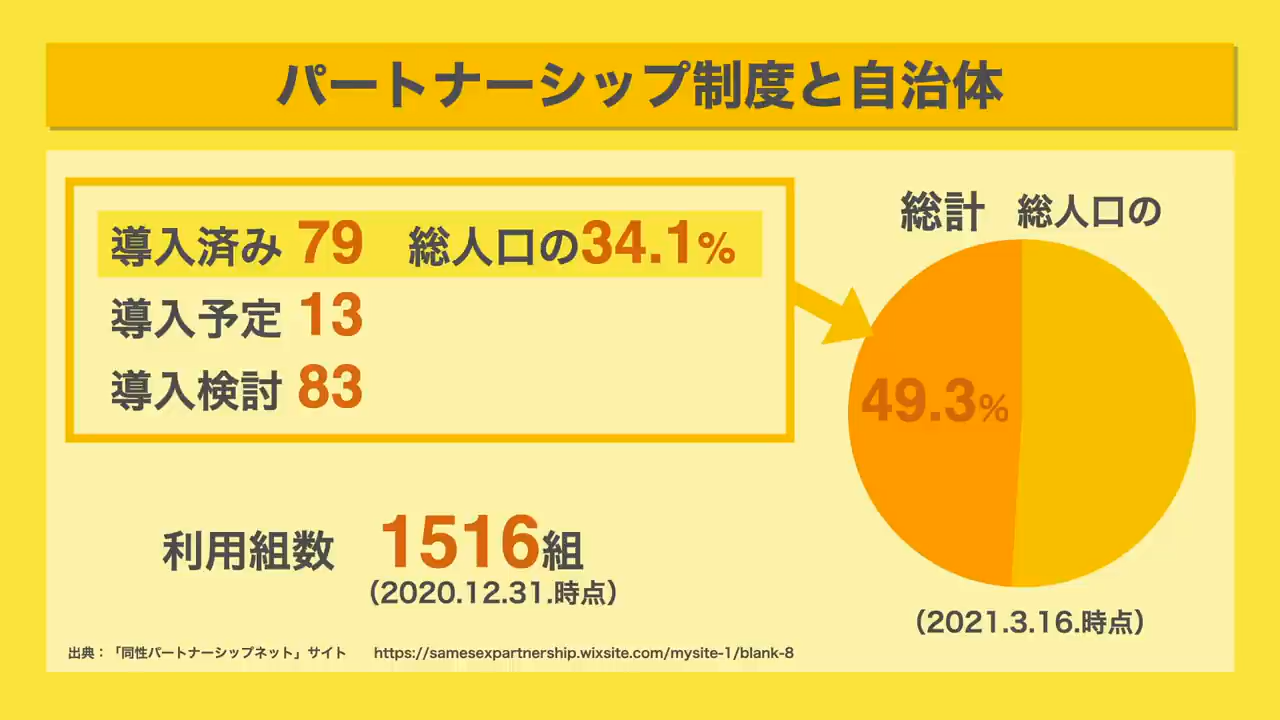 パートナーシップ制度と自治体
導入済み 79 総人口の34.1%
導入予定 13
導入検討 83
総計 総人口の
49.3%
利用組数 1516組
（2020.12.31.時点）
（2021.3.16.時点）
出典：「同性パートナーシップネット」サイト https://samesexpartnership.wixsite.com/mysite-1/blank-8